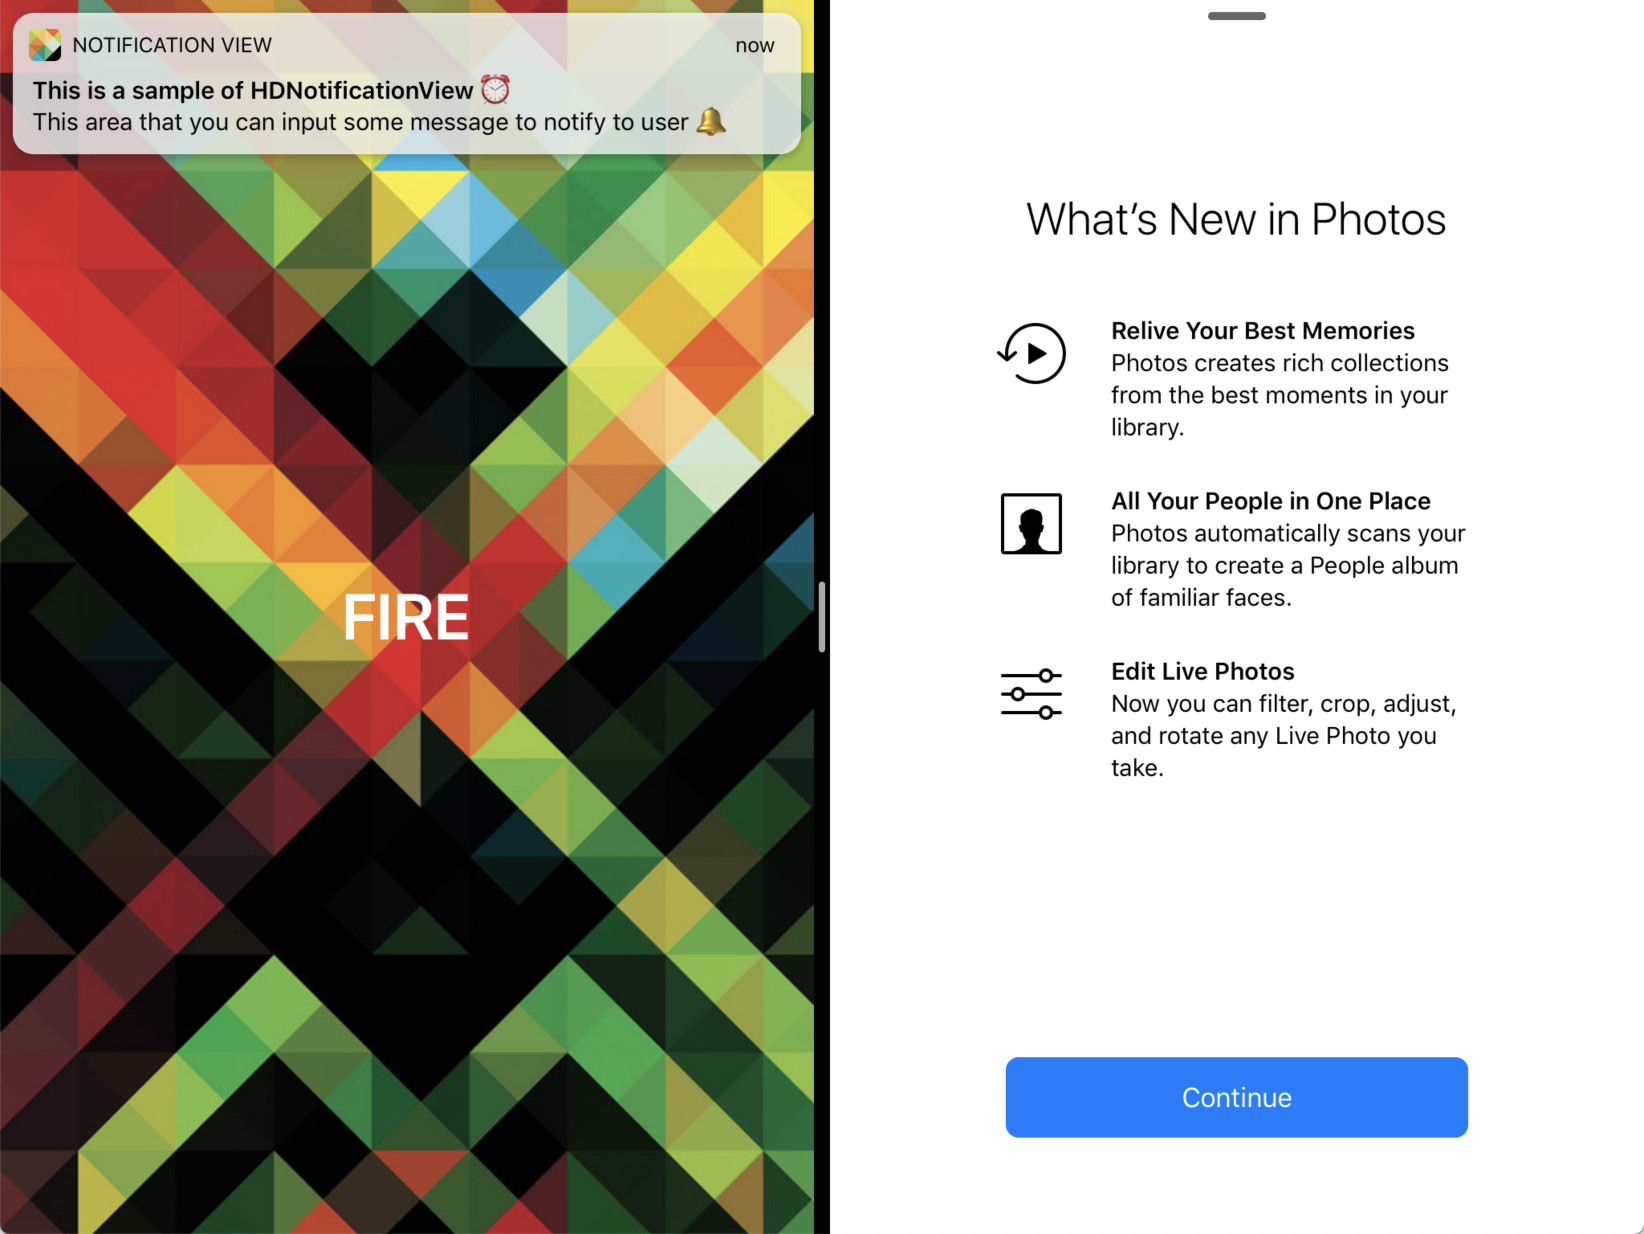 NOTIFICATION VIEW
now
This is a sample of HDNotificationView ⏰
This area that you can input some message to notify to user 🔔
FIRE
What’s New in Photos
Relive Your Best Memories
Photos creates rich collections
from the best moments in your
library.
All Your People in One Place
Photos automatically scans your
library to create a People album
of familiar faces.
Edit Live Photos
Now you can filter, crop, adjust,
and rotate any Live Photo you
take.
Continue